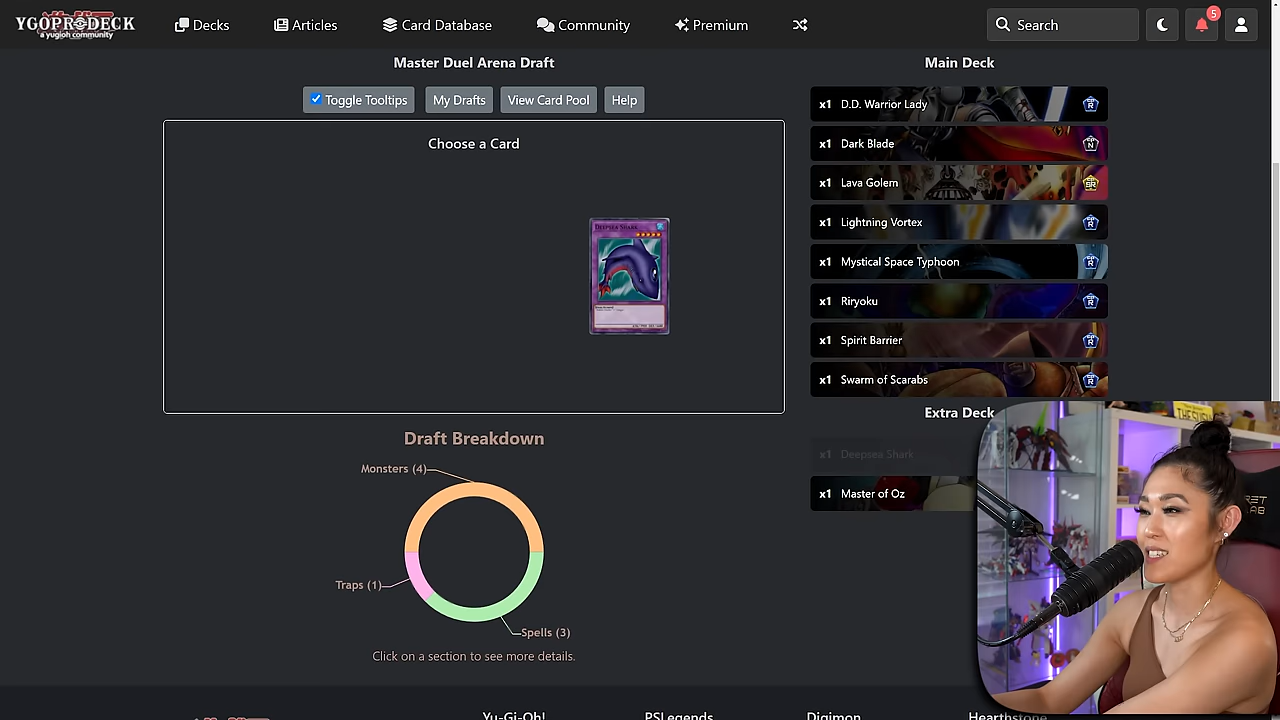 YGOPRODECK
a yugioh community
Decks
Articles
Card Database
Community
Premium
Search
5
Master Duel Arena Draft
Toggle Tooltips
My Drafts
View Card Pool
Help
Choose a Card
Deepsea Shark
Draft Breakdown
Monsters (4)
Traps (1)
Spells (3)
Click on a section to see more details.
Main Deck
x1 D.D. Warrior Lady R
x1 Dark Blade N
x1 Lava Golem SR
x1 Lightning Vortex R
x1 Mystical Space Typhoon R
x1 Riryoku R
x1 Spirit Barrier R
x1 Swarm of Scarabs R
Extra Deck
x1 Deepsea Shark
x1 Master of Oz
Yu-Gi-Oh!
PSLegends
Digimon
Hearthstone